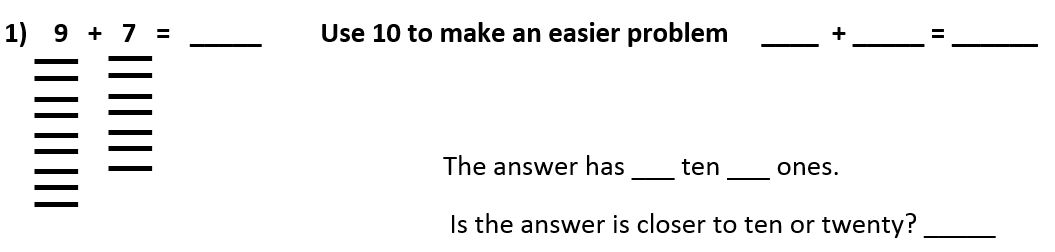 1) 9 + 7 = _____ Use 10 to make an easier problem ____ + _____ = ______
The answer has ___ ten ___ ones.
Is the answer is closer to ten or twenty? _____